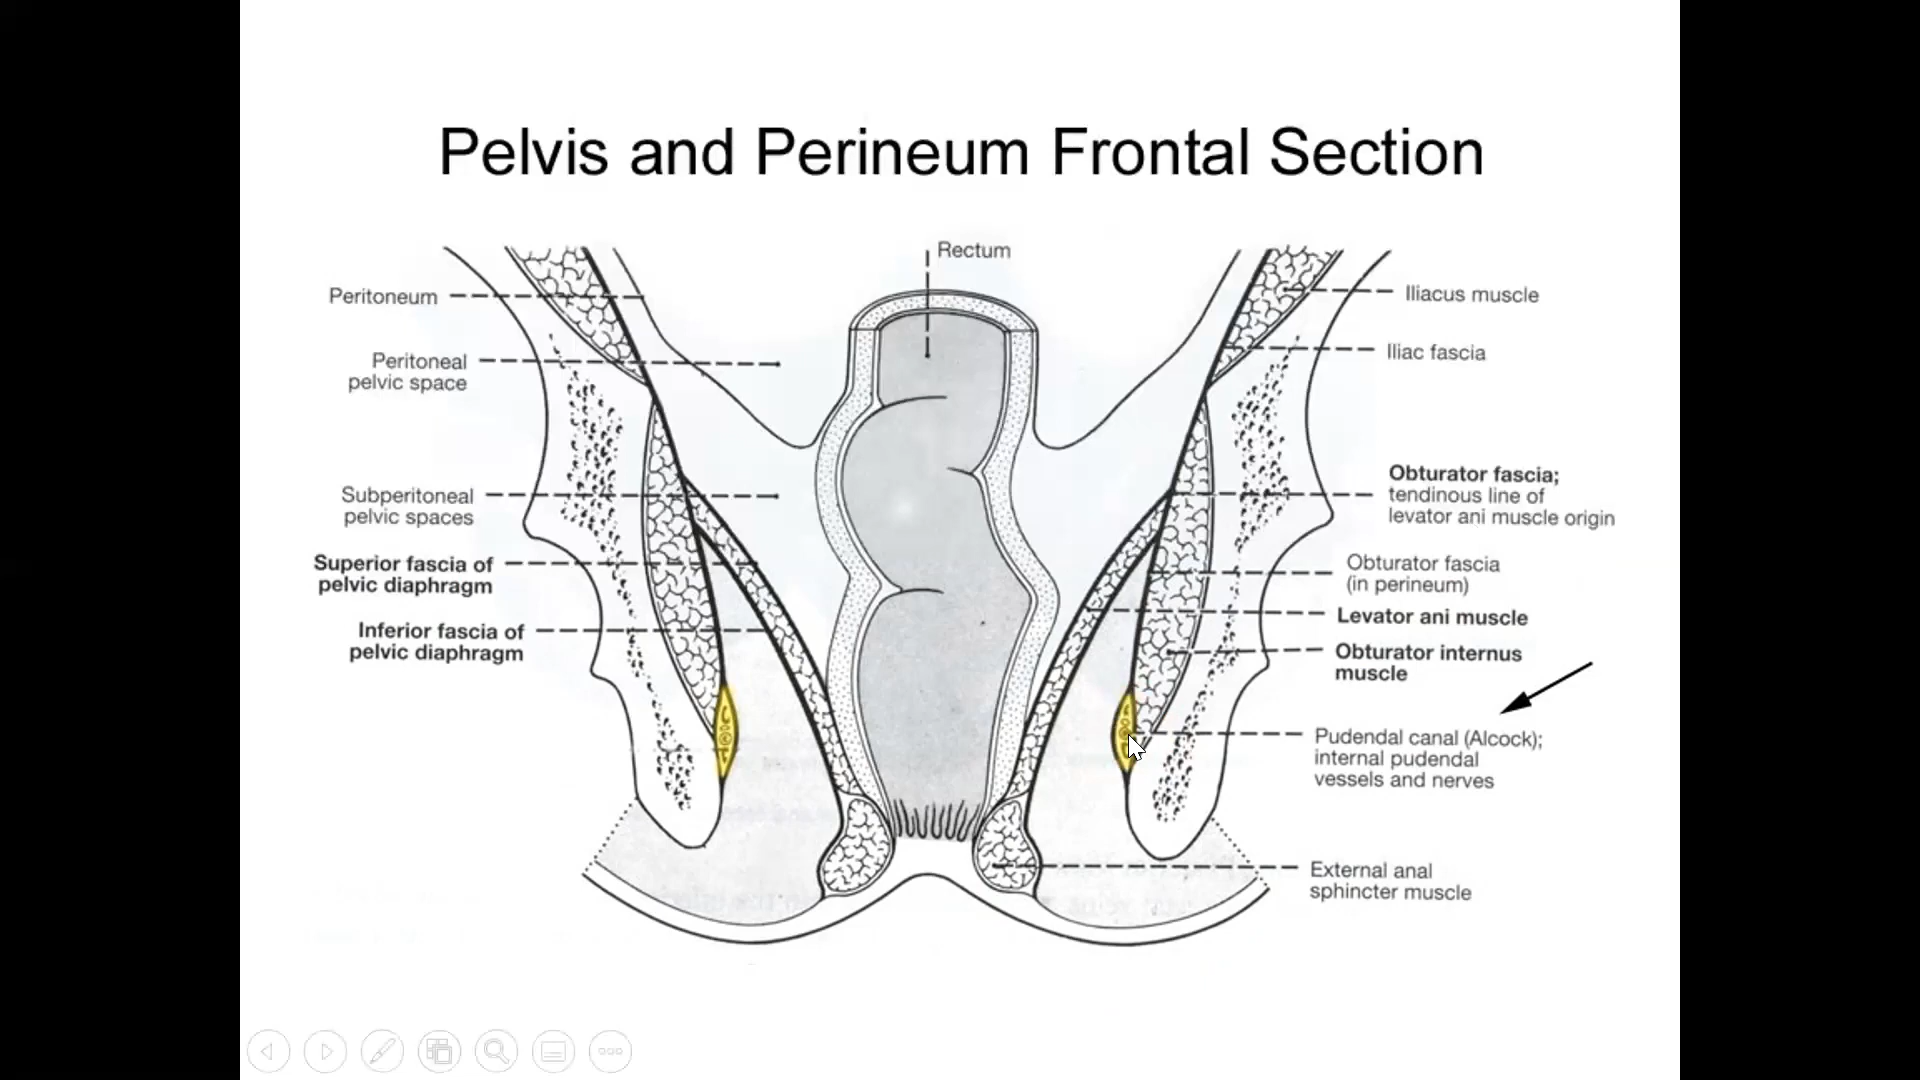 Pelvis and Perineum Frontal Section
Rectum
Peritoneum
Peritoneal
pelvic space
Subperitoneal
pelvic spaces
Superior fascia of
pelvic diaphragm
Inferior fascia of
pelvic diaphragm
Iliacus muscle
Iliac fascia
Obturator fascia;
tendinous line of
levator ani muscle origin
Obturator fascia
(in perineum)
Levator ani muscle
Obturator internus
muscle
Pudendal canal (Alcock);
internal pudendal
vessels and nerves
External anal
sphincter muscle